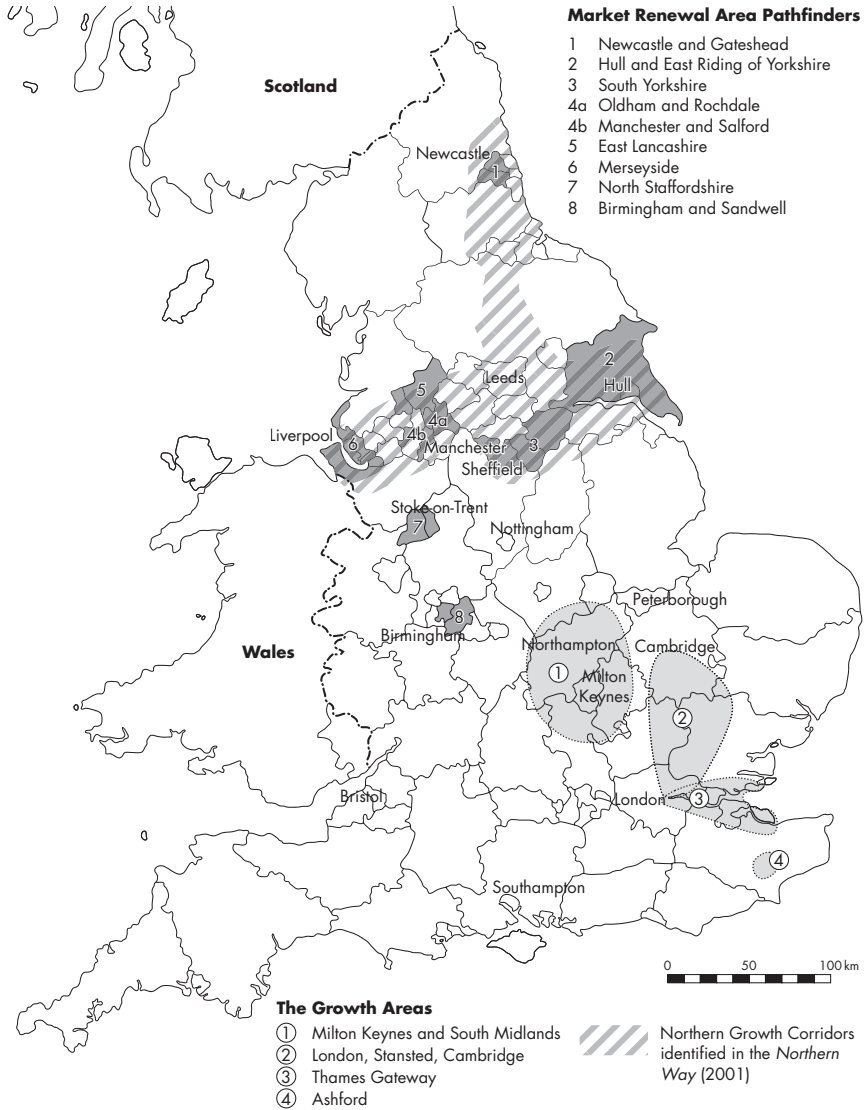 Market Renewal Area Pathfinders
1 Newcastle and Gateshead
2 Hull and East Riding of Yorkshire
3 South Yorkshire
4a Oldham and Rochdale
4b Manchester and Salford
5 East Lancashire
6 Merseyside
7 North Staffordshire
8 Birmingham and Sandwell
Scotland
Newcastle
1
2
Hull
Leeds
5
4a
4b
Liverpool
6
Manchester
3
Sheffield
Stoke-on-Trent
7
Nottingham
Peterborough
8
Birmingham
Wales
Northampton
Cambridge
1
Milton
Keynes
2
Bristol
London
3
4
Southampton
0 50 100 km
The Growth Areas
1 Milton Keynes and South Midlands
2 London, Stansted, Cambridge
3 Thames Gateway
4 Ashford
Northern Growth Corridors
identified in the Northern
Way (2001)